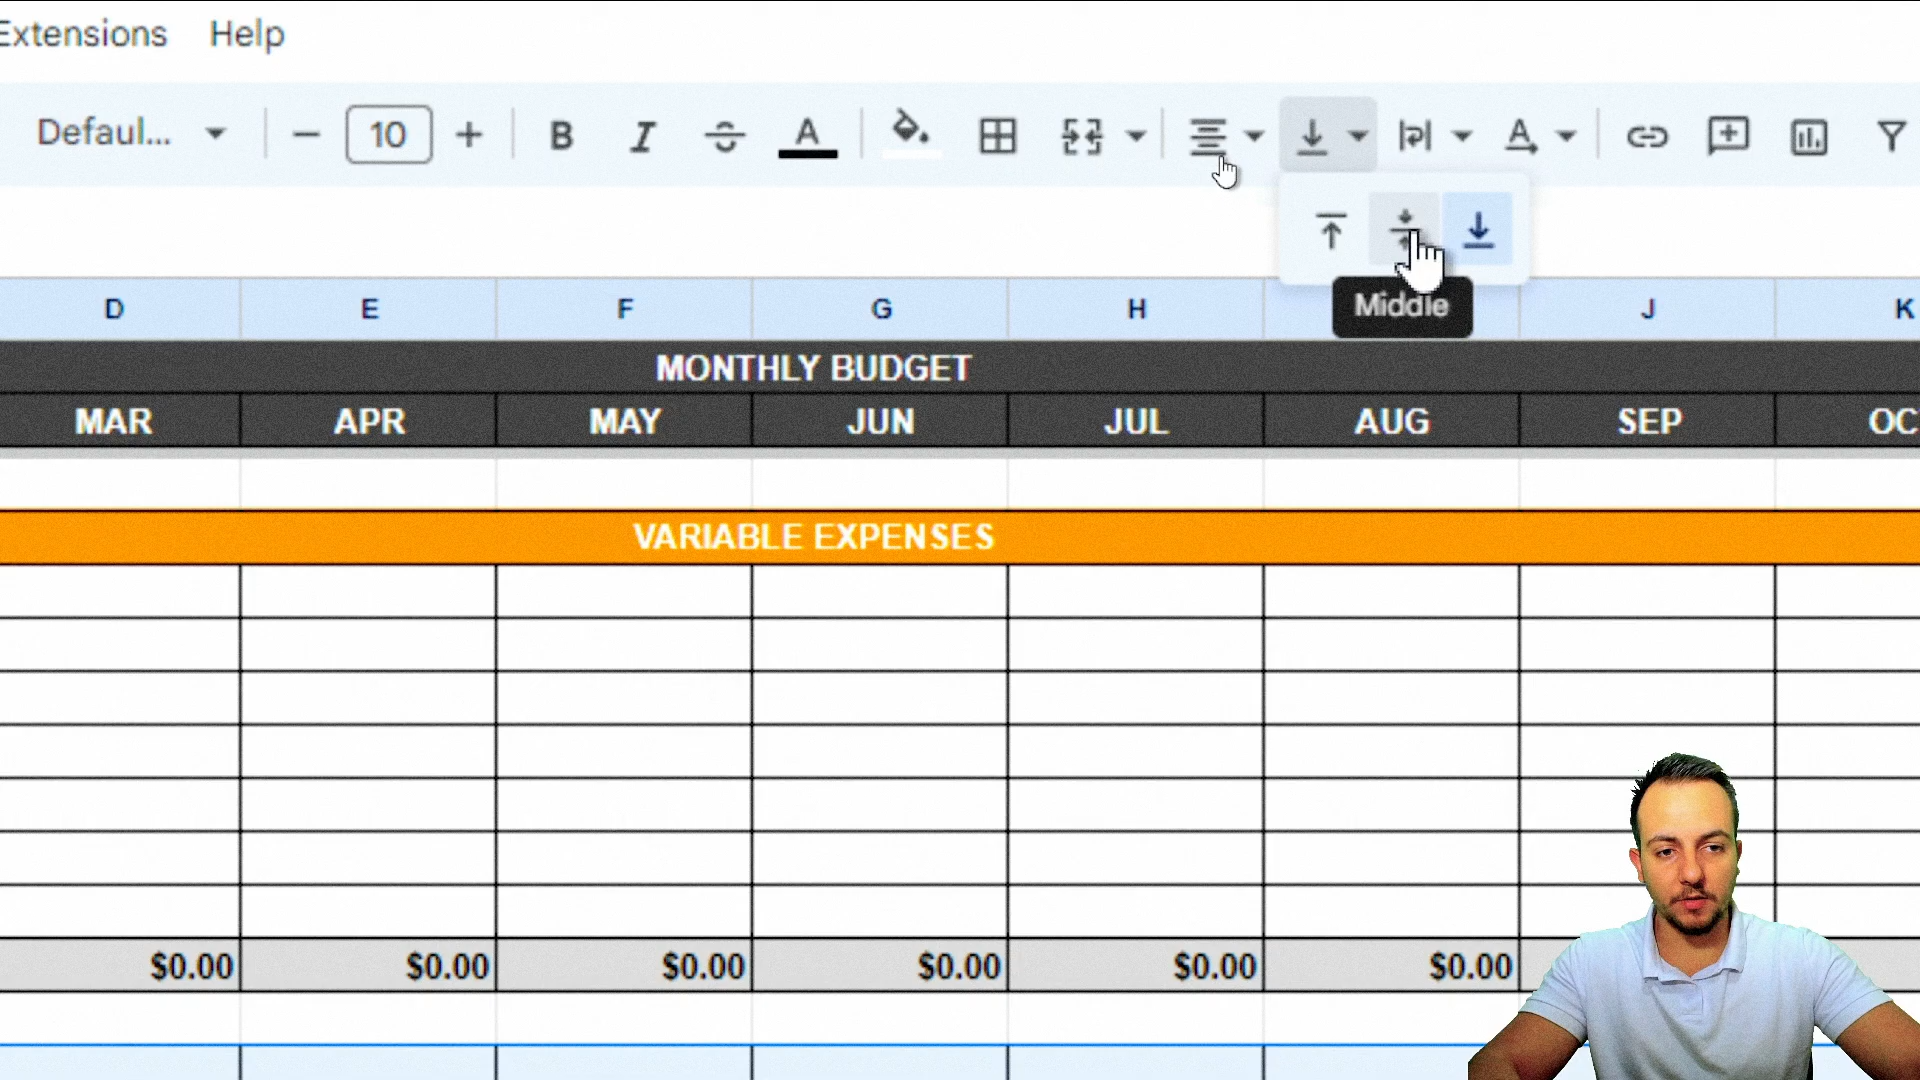 Extensions Help
Defaul... 10 B I A A
Middle
D E F G H J K
MONTHLY BUDGET
MAR APR MAY JUN JUL AUG SEP OC
VARIABLE EXPENSES
$0.00 $0.00 $0.00 $0.00 $0.00 $0.00